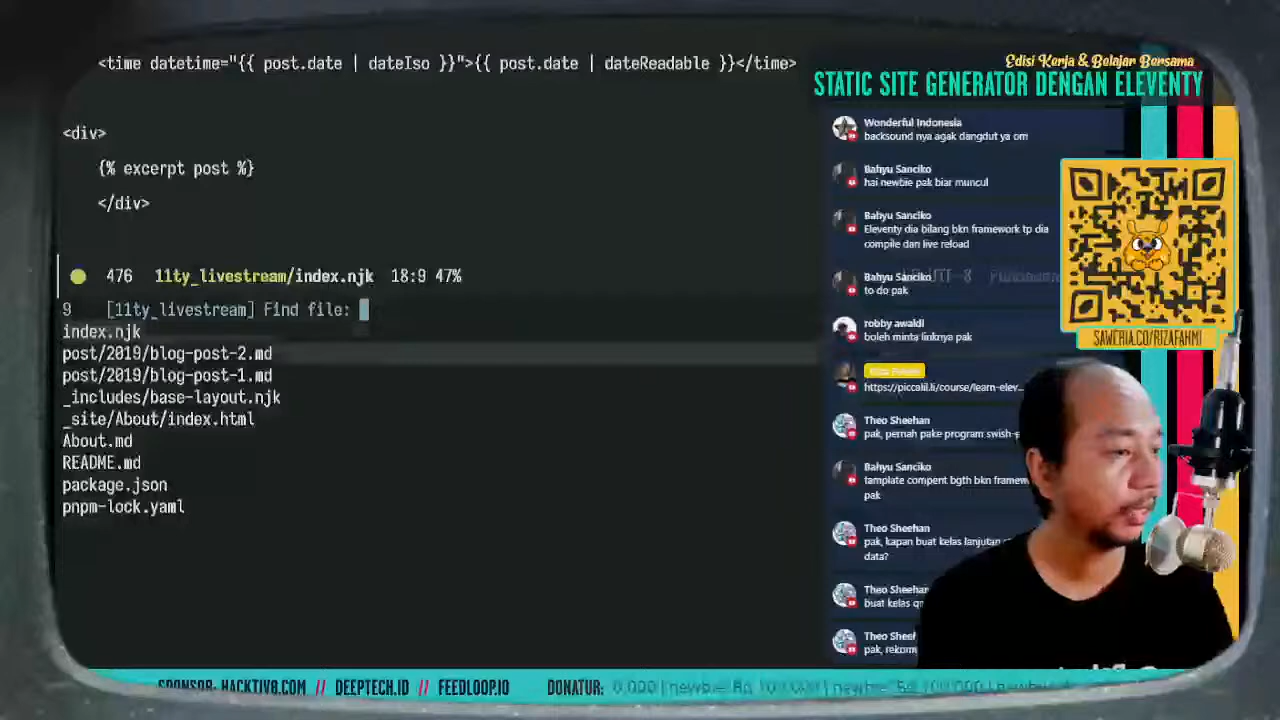 <time datetime="{{ post.date | dateIso }}">{{ post.date | dateReadable }}</time>
<div>
{% excerpt post %}
</div>
476 11ty_livestream/index.njk 18:9 47%
9 [11ty_livestream] Find file:
index.njk
post/2019/blog-post-2.md
post/2019/blog-post-1.md
_includes/base-layout.njk
_site/About/index.html
About.md
README.md
package.json
pnpm-lock.yaml
Edisi Kerja & Belajar Bersama
STATIC SITE GENERATOR DENGAN ELEVENTY
Wonderful Indonesia
backsound nya agak dangdut ya om
Bahyu Sanciko
hai newbie pak biar muncul
Bahyu Sanciko
Eleventy dia bilang bkn framework tp dia
compile dan live reload
Bahyu Sanciko
to do pak
robby awaldi
boleh minta linknya pak
https://piccalil.li/course/learn-elev...
Theo Sheehan
pak, pernah pake program swish-
Bahyu Sanciko
tamplate compent bgth bkn framew
pak
Theo Sheehan
pak, kapan buat kelas lanjutan
data?
Theo Sheehan
buat kelas
Theo Sheeh
pak, rekom
SAWERIA.CO/RIZAFAHMI
SPONSOR: HACKTIV8.COM // DEEPTECH.ID // FEEDLOOP.IO DONATUR: